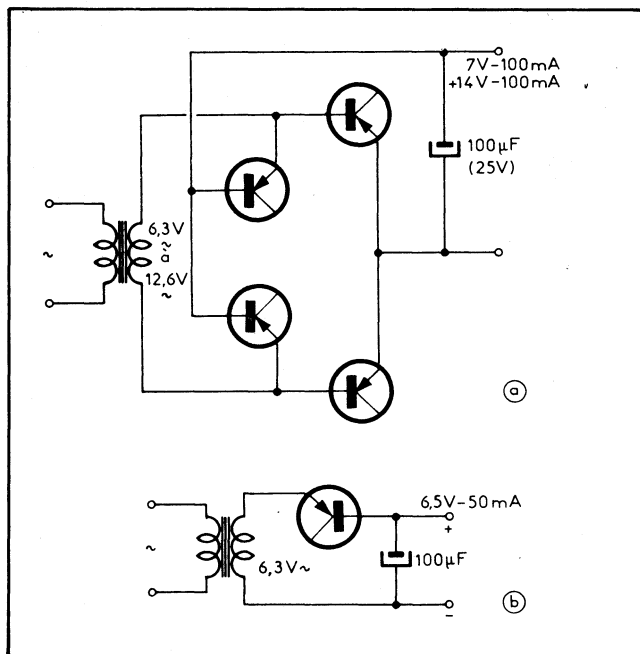 7V-100mA
+14V-100mA
100µF
(25V)
6,3V
~
à
12,6V
~
~
a
6,5V-50mA
+
~
6,3V~
100µF
b
-